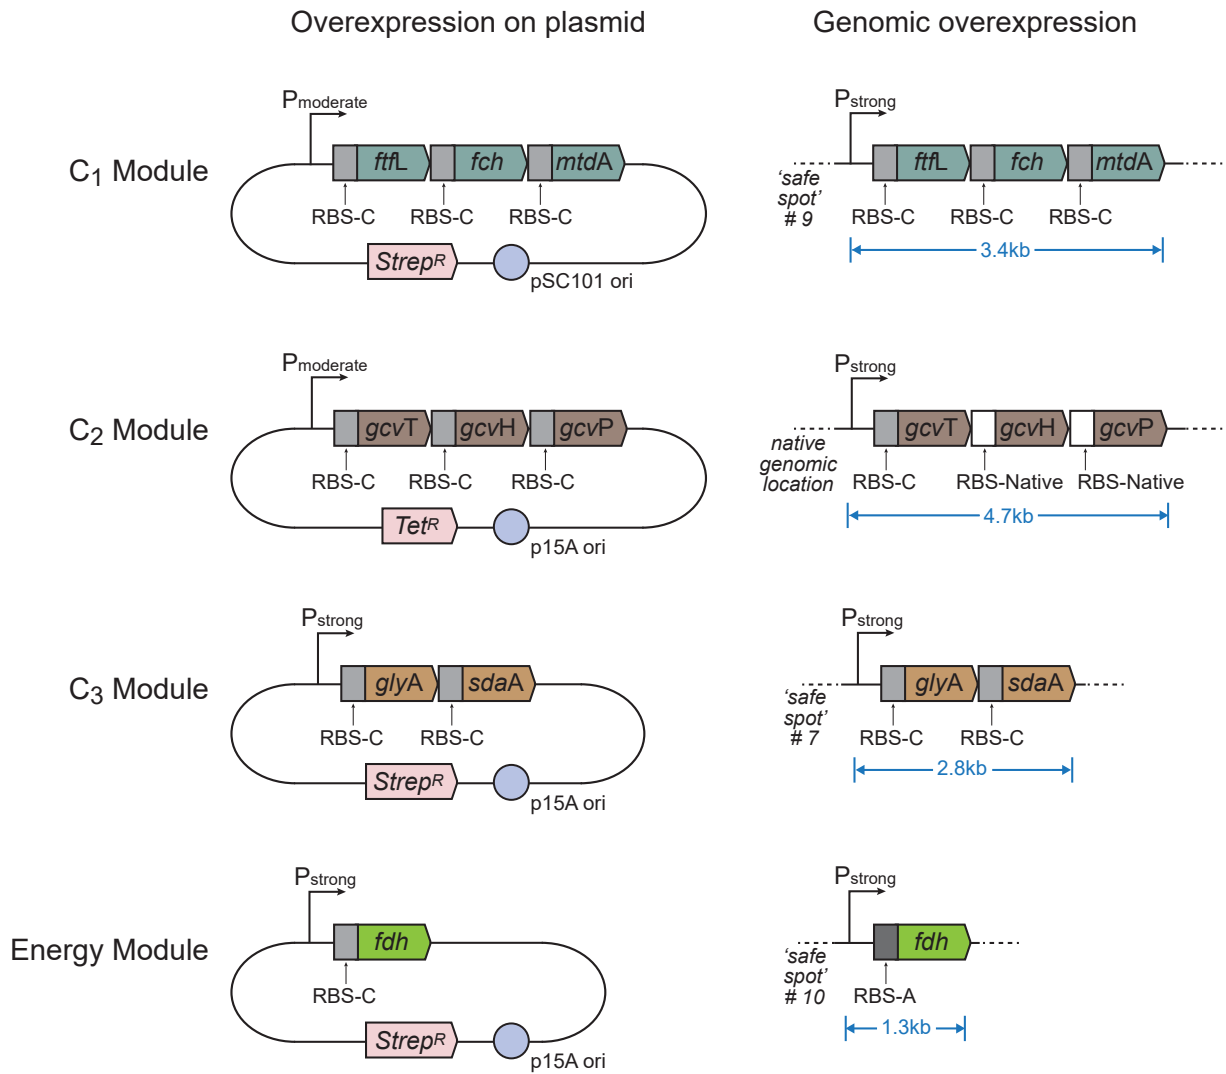 Overexpression on plasmid
Genomic overexpression
C1 Module
Pmoderate
ftfL
fch
mtdA
RBS-C
RBS-C
RBS-C
StrepR
pSC101 ori
Pstrong
ftfL
fch
mtdA
'safe
spot'
# 9
RBS-C
RBS-C
RBS-C
3.4kb
C2 Module
Pmoderate
gcvT
gcvH
gcvP
RBS-C
RBS-C
RBS-C
TetR
p15A ori
Pstrong
gcvT
gcvH
gcvP
native
genomic
location
RBS-C
RBS-Native
RBS-Native
4.7kb
C3 Module
Pstrong
glyA
sdaA
RBS-C
RBS-C
StrepR
p15A ori
Pstrong
glyA
sdaA
'safe
spot'
# 7
RBS-C
RBS-C
2.8kb
Energy Module
Pstrong
fdh
RBS-C
StrepR
p15A ori
Pstrong
fdh
'safe
spot'
# 10
RBS-A
1.3kb